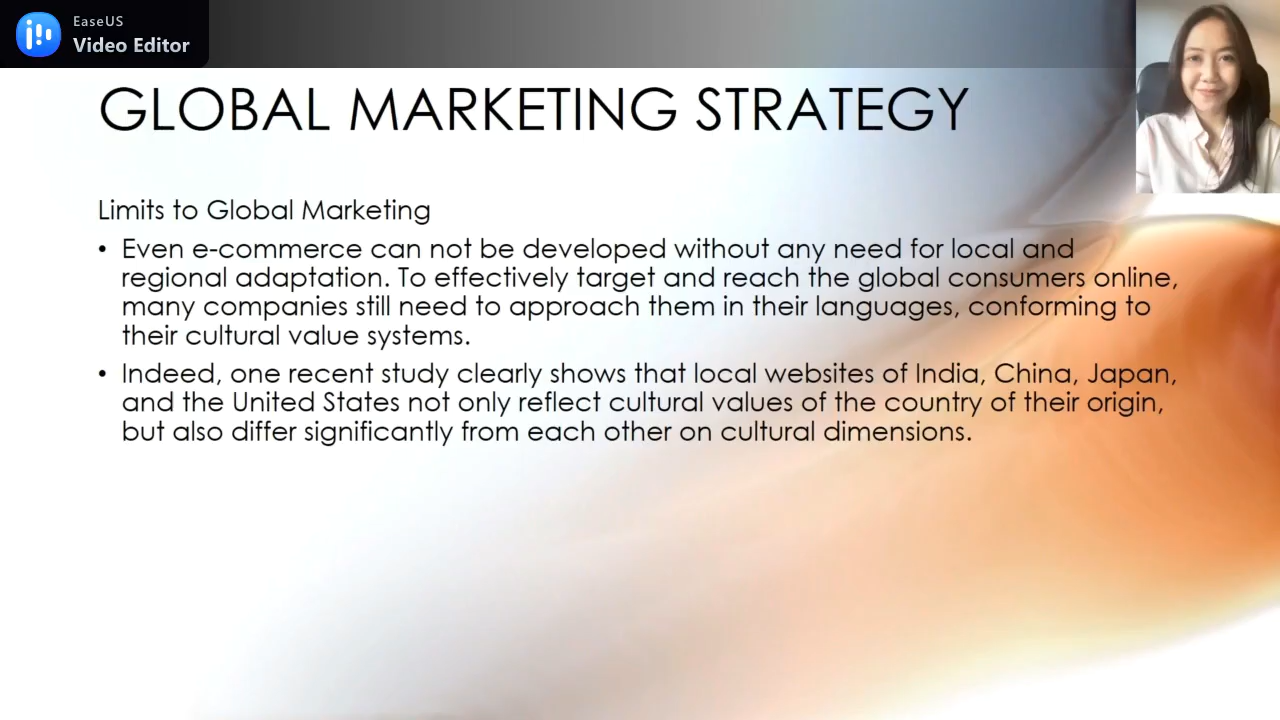 EaseUS
Video Editor
GLOBAL MARKETING STRATEGY
Limits to Global Marketing
• Even e-commerce can not be developed without any need for local and
regional adaptation. To effectively target and reach the global consumers online,
many companies still need to approach them in their languages, conforming to
their cultural value systems.
• Indeed, one recent study clearly shows that local websites of India, China, Japan,
and the United States not only reflect cultural values of the country of their origin,
but also differ significantly from each other on cultural dimensions.